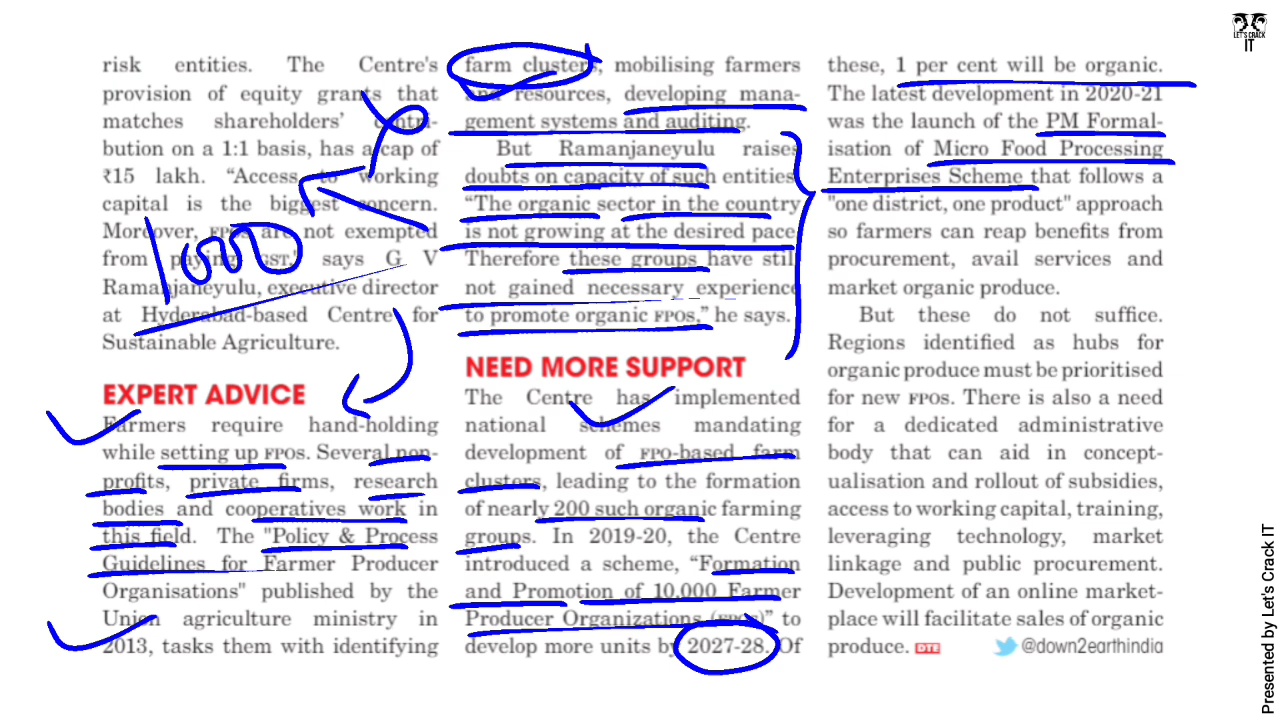 LET'S CRACK
IT
risk entities. The Centre's
provision of equity grants that
matches shareholders' contri-
bution on a 1:1 basis, has a cap of
₹15 lakh. "Access to working
capital is the biggest concern.
Moreover, FPOs are not exempted
from paying GST," says G V
Ramanjaneyulu, executive director
at Hyderabad-based Centre for
Sustainable Agriculture.
EXPERT ADVICE
Farmers require hand-holding
while setting up FPOs. Several non-
profits, private firms, research
bodies and cooperatives work in
this field. The "Policy & Process
Guidelines for Farmer Producer
Organisations" published by the
Union agriculture ministry in
2013, tasks them with identifying
farm clusters, mobilising farmers
and resources, developing mana-
gement systems and auditing.
But Ramanjaneyulu raises
doubts on capacity of such entities
"The organic sector in the country
is not growing at the desired pace
Therefore these groups have still
not gained necessary experience
to promote organic FPOs," he says.
NEED MORE SUPPORT
The Centre has implemented
national schemes mandating
development of FPO-based farm
clusters, leading to the formation
of nearly 200 such organic farming
groups. In 2019-20, the Centre
introduced a scheme, "Formation
and Promotion of 10,000 Farmer
Producer Organizations (FPOs)" to
develop more units by 2027-28. Of
these, 1 per cent will be organic.
The latest development in 2020-21
was the launch of the PM Formal-
isation of Micro Food Processing
Enterprises Scheme that follows a
"one district, one product" approach
so farmers can reap benefits from
procurement, avail services and
market organic produce.
But these do not suffice.
Regions identified as hubs for
organic produce must be prioritised
for new FPOs. There is also a need
for a dedicated administrative
body that can aid in concept-
ualisation and rollout of subsidies,
access to working capital, training,
leveraging technology, market
linkage and public procurement.
Development of an online market-
place will facilitate sales of organic
produce. DTE @down2earthindia
1000
Presented by Let's Crack IT